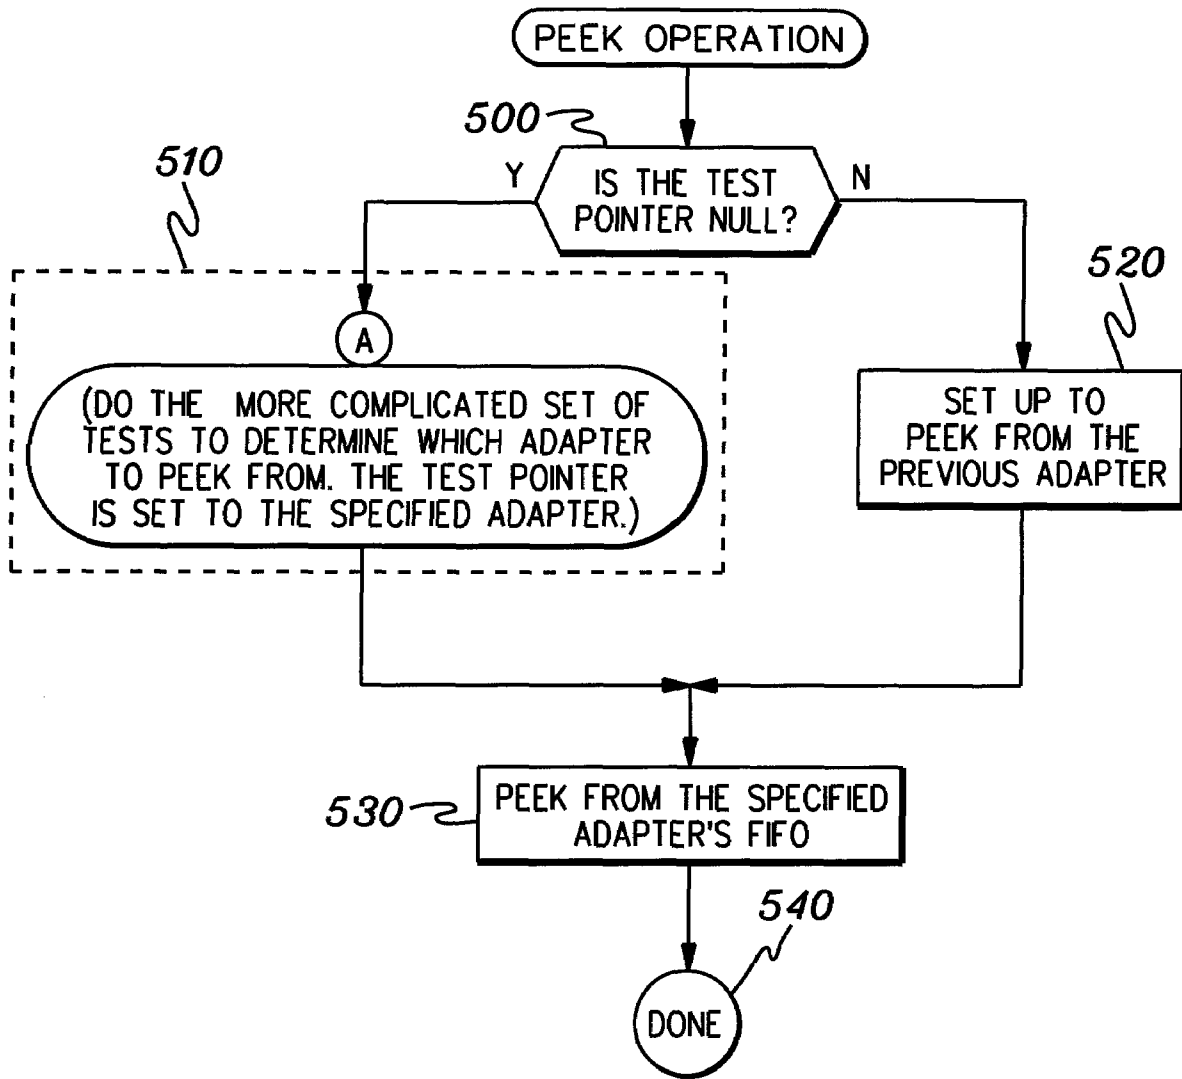 PEEK OPERATION
500
510
Y
IS THE TEST
POINTER NULL?
N
520
A
(DO THE MORE COMPLICATED SET OF
TESTS TO DETERMINE WHICH ADAPTER
TO PEEK FROM. THE TEST POINTER
IS SET TO THE SPECIFIED ADAPTER.)
SET UP TO
PEEK FROM THE
PREVIOUS ADAPTER
530
PEEK FROM THE SPECIFIED
ADAPTER'S FIFO
540
DONE